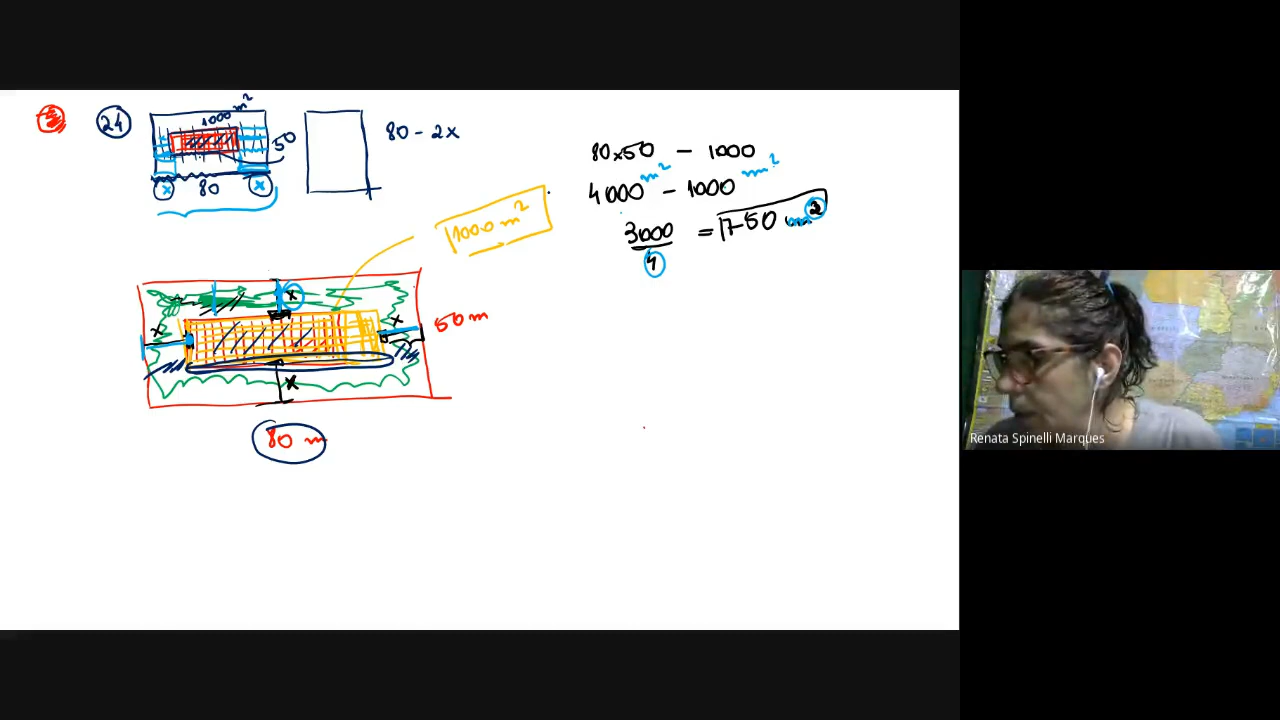 24
1000 m²
50
80 - 2x
x
80
x
80x50 - 1000
m²
m²
4000 - 1000
3000 = 750 m²
4
1000 m²
x
x
x
50 m
x
80 m
Renata Spinelli Marques